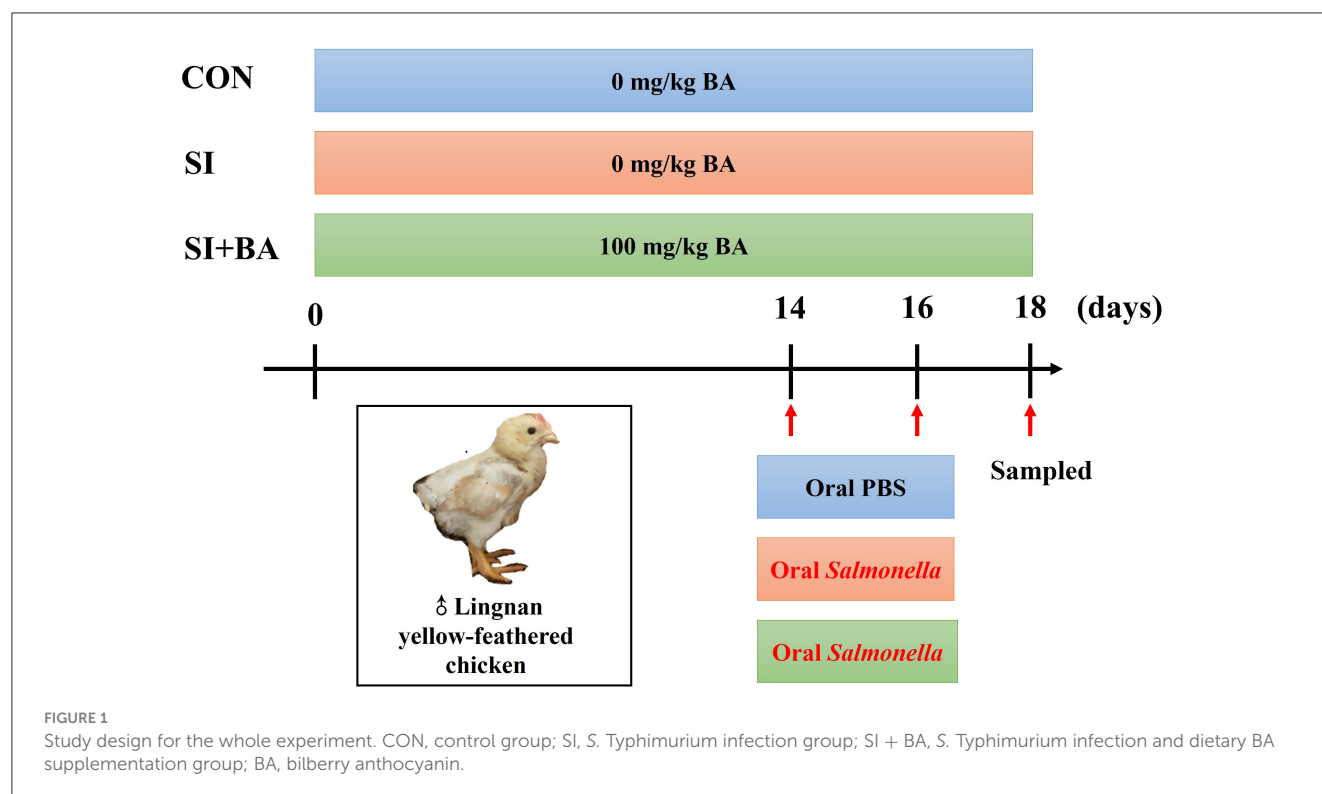 CON
0 mg/kg BA
SI
0 mg/kg BA
SI+BA
100 mg/kg BA
0
14
16
18
(days)
Oral PBS
Sampled
Oral Salmonella
Oral Salmonella
♂ Lingnan
yellow-feathered
chicken
FIGURE 1
Study design for the whole experiment. CON, control group; SI, S. Typhimurium infection group; SI + BA, S. Typhimurium infection and dietary BA
supplementation group; BA, bilberry anthocyanin.